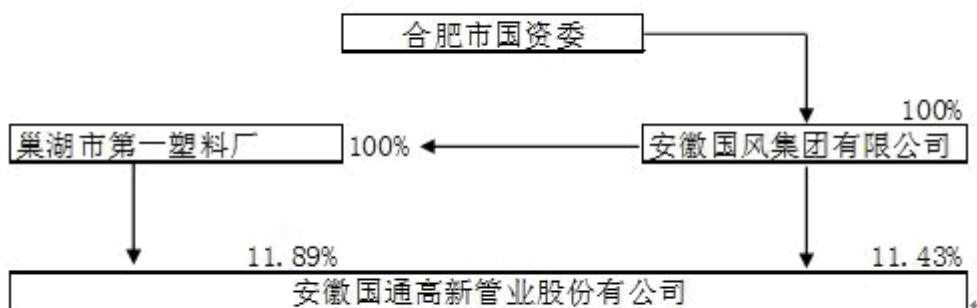 合肥市国资委
100%
巢湖市第一塑料厂
100%
安徽国风集团有限公司
11.89%
11.43%
安徽国通高新管业股份有公司